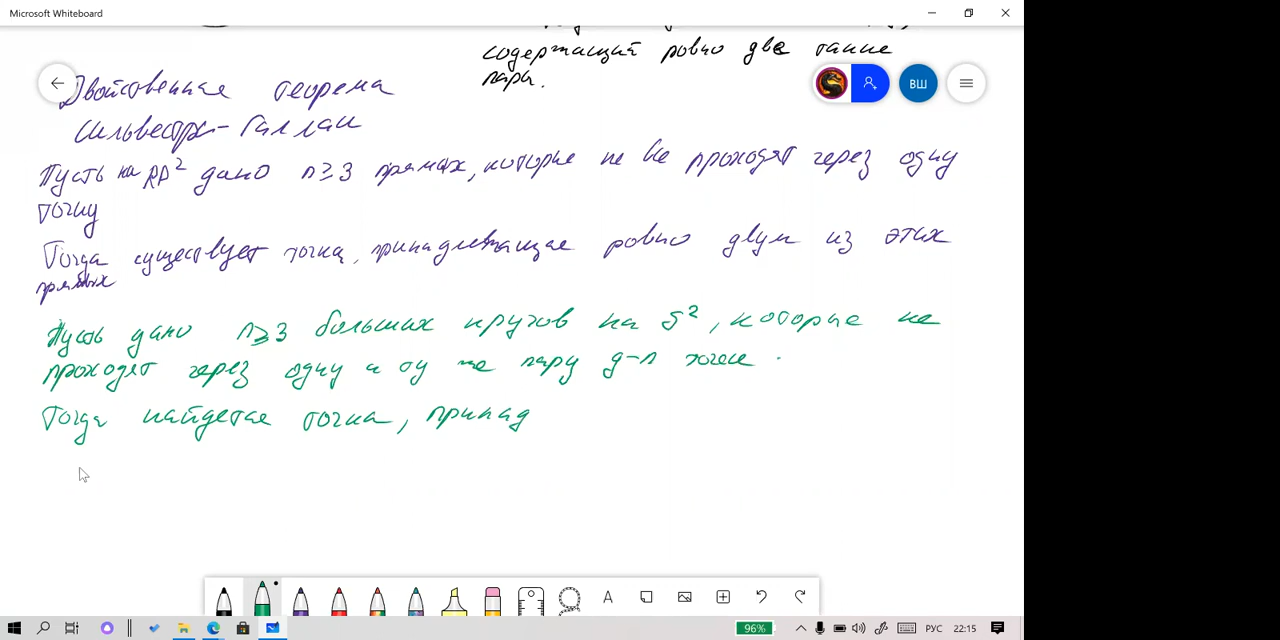 Microsoft Whiteboard
содержащий ровно две такие
пары.
Двойственная теорема
Сильвестра-Галлаи
Пусть на RP² дано n≥3 прямых, которые не все проходят через одну
точку
Тогда существует точка, принадлежащая ровно двум из этих
прямых
Пусть дано n≥3 больших кругов на S², которые не
проходят через одну и ту же пару д-п точек.
Тогда найдется точка, принад
ВШ
A
96%
РУС
22:15